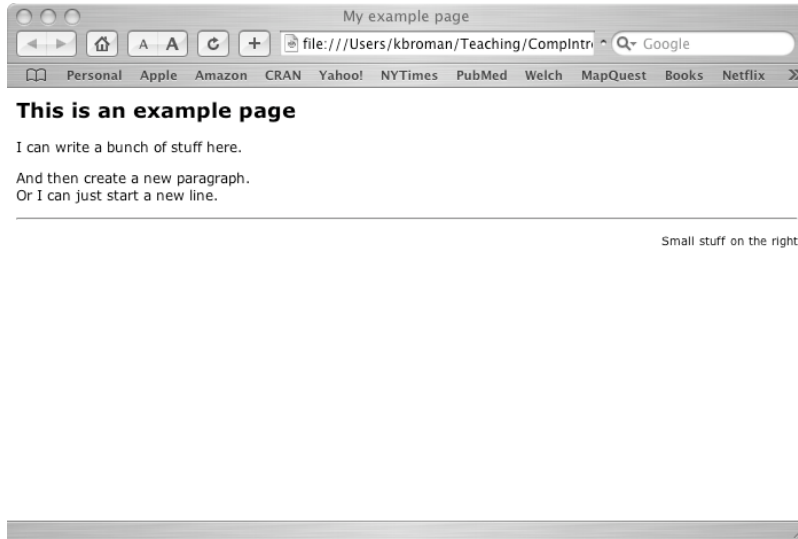 My example page
A A file:///Users/kbroman/Teaching/CompIntr Google
Personal Apple Amazon CRAN Yahoo! NYTimes PubMed Welch MapQuest Books Netflix
This is an example page
I can write a bunch of stuff here.
And then create a new paragraph.
Or I can just start a new line.
Small stuff on the right